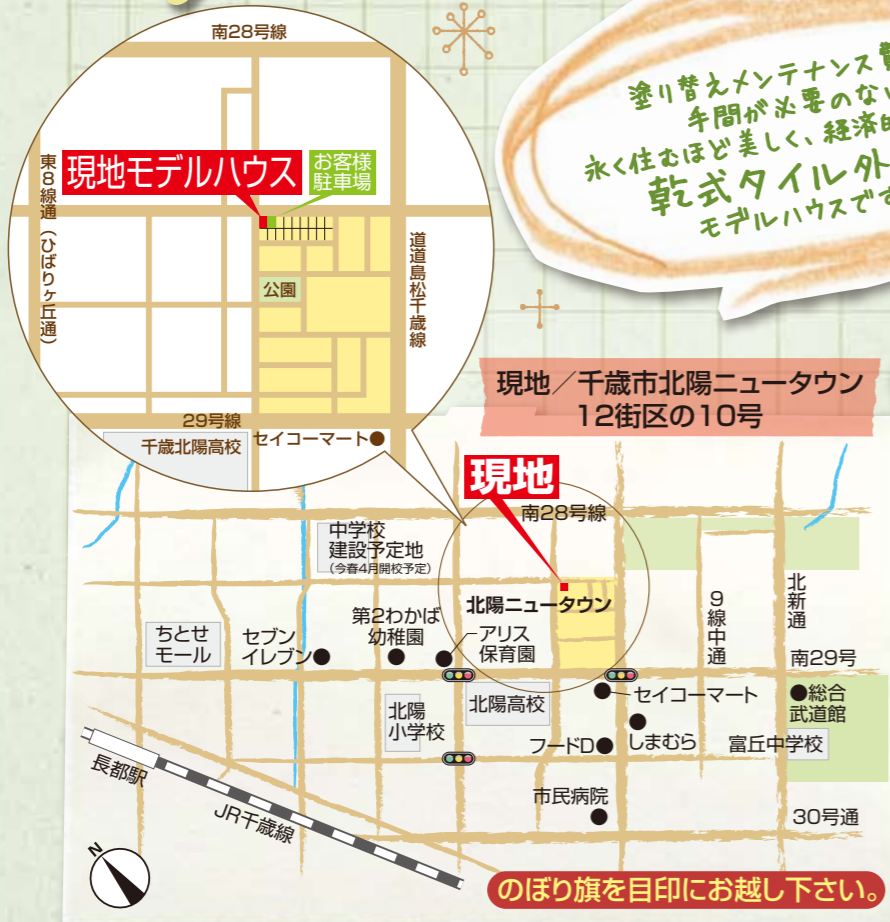 南28号線
東8線通（ひばりヶ丘通）
現地モデルハウス
お客様
駐車場
公園
道道島松千歳線
29号線
千歳北陽高校
セイコーマート
塗り替えメンテナンス
手間が必要のない
永く住むほど美しく、経済的
乾式タイル外
モデルハウスです
現地／千歳市北陽ニュータウン
12街区の10号
現地
南28号線
中学校
建設予定地
（今春4月開校予定）
北陽ニュータウン
9線中通
北新通
ちとせ
モール
セブン
イレブン
第2わかば
幼稚園
アリス
保育園
南29号
北陽
小学校
北陽高校
セイコーマート
総合
武道館
フードD
しまむら
富丘中学校
長都駅
JR千歳線
市民病院
30号通
N
のぼり旗を目印にお越し下さい。